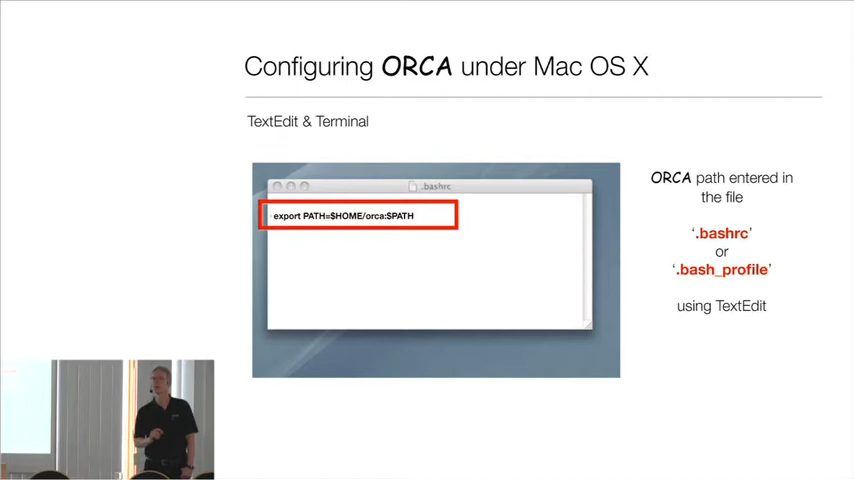 Configuring ORCA under Mac OS X
TextEdit & Terminal
.bashrc
export PATH=$HOME/orca:$PATH
ORCA path entered in
the file
‘.bashrc’
or
‘.bash_profile’
using TextEdit